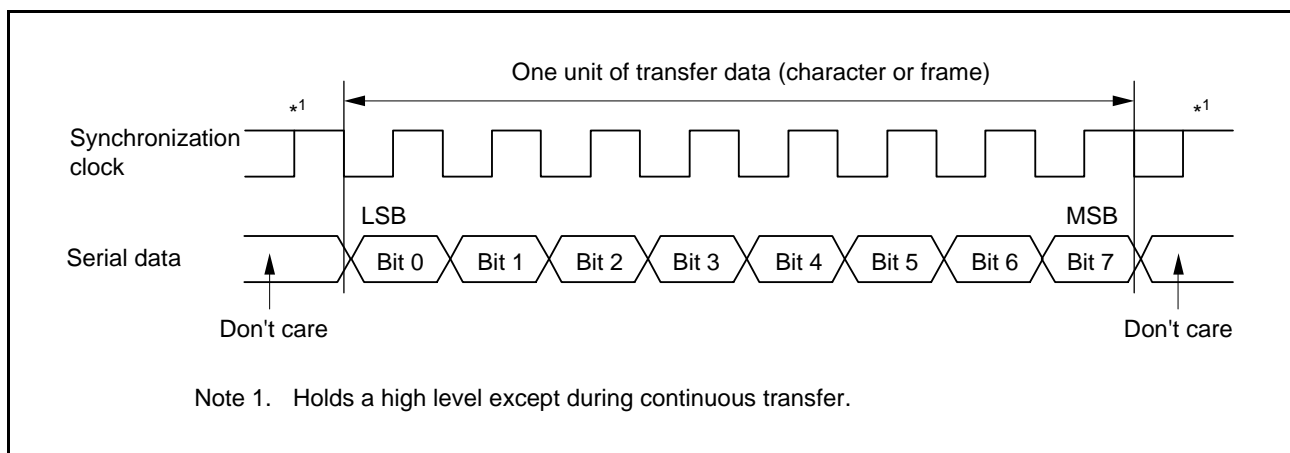 One unit of transfer data (character or frame)
*1
*1
Synchronization
clock
LSB
MSB
Serial data
Bit 0
Bit 1
Bit 2
Bit 3
Bit 4
Bit 5
Bit 6
Bit 7
Don't care
Don't care
Note 1. Holds a high level except during continuous transfer.